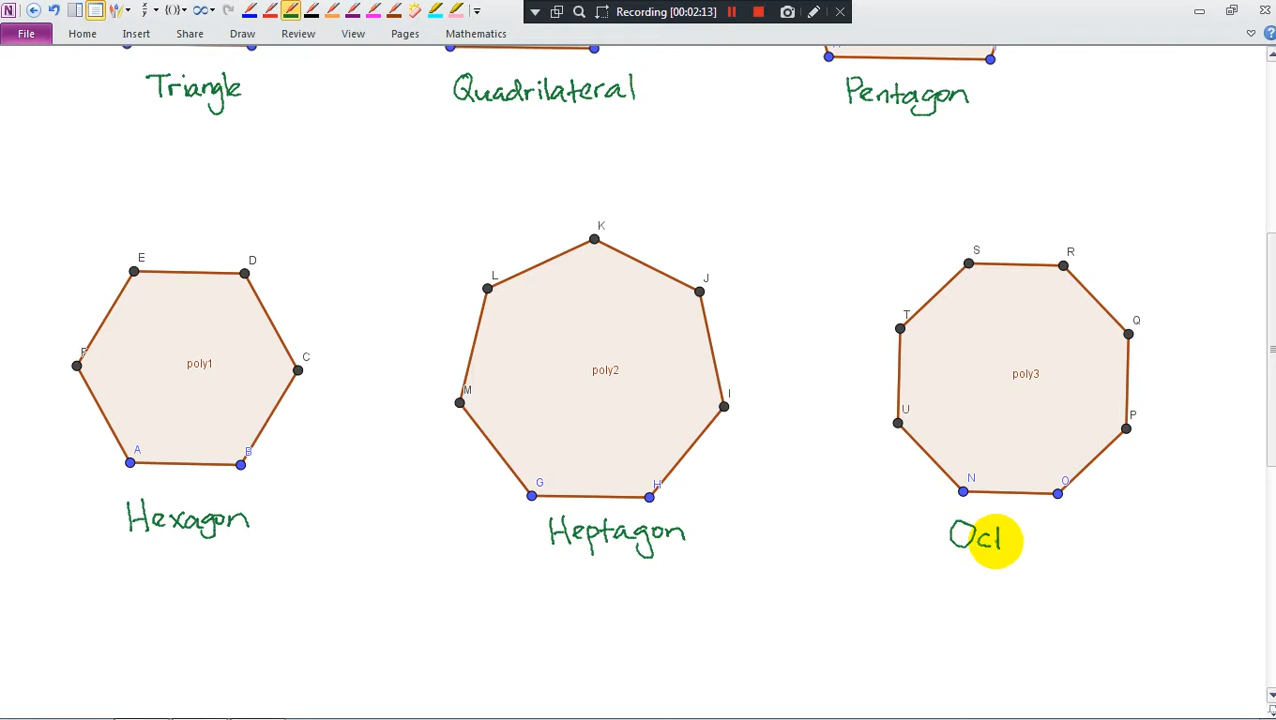 Recording [00:02:13]
File Home Insert Share Draw Review View Pages Mathematics
Triangle Quadrilateral Pentagon
K
S R
E D
L J
T Q
F C
poly1 poly2 poly3
M I
U P
A B
G H
N O
Hexagon Heptagon Ocl